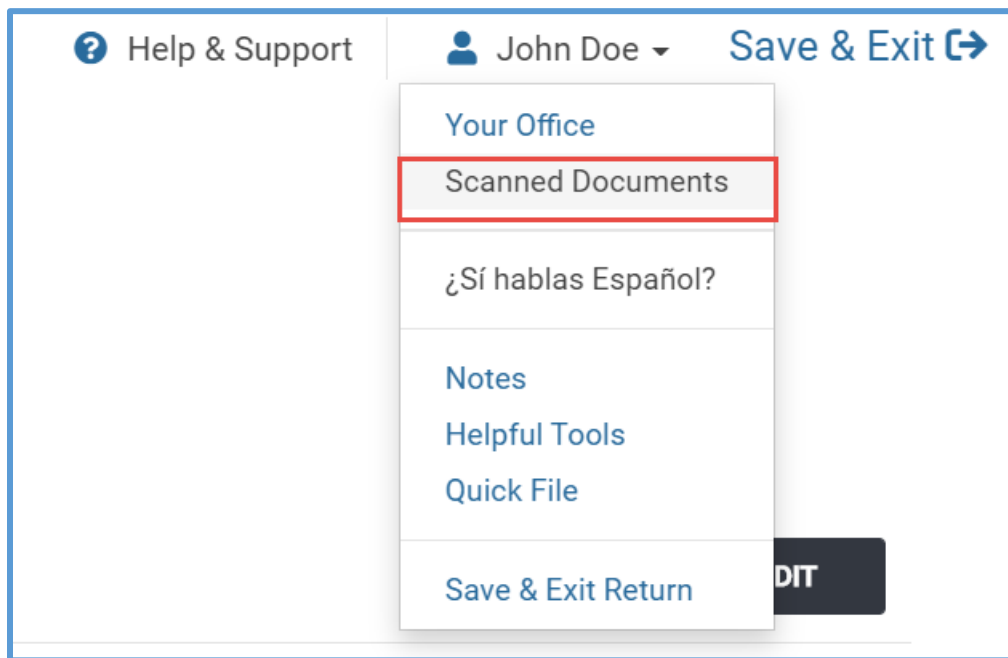 Help & Support John Doe Save & Exit
Your Office
Scanned Documents
¿Sí hablas Español?
Notes
Helpful Tools
Quick File
DIT
Save & Exit Return